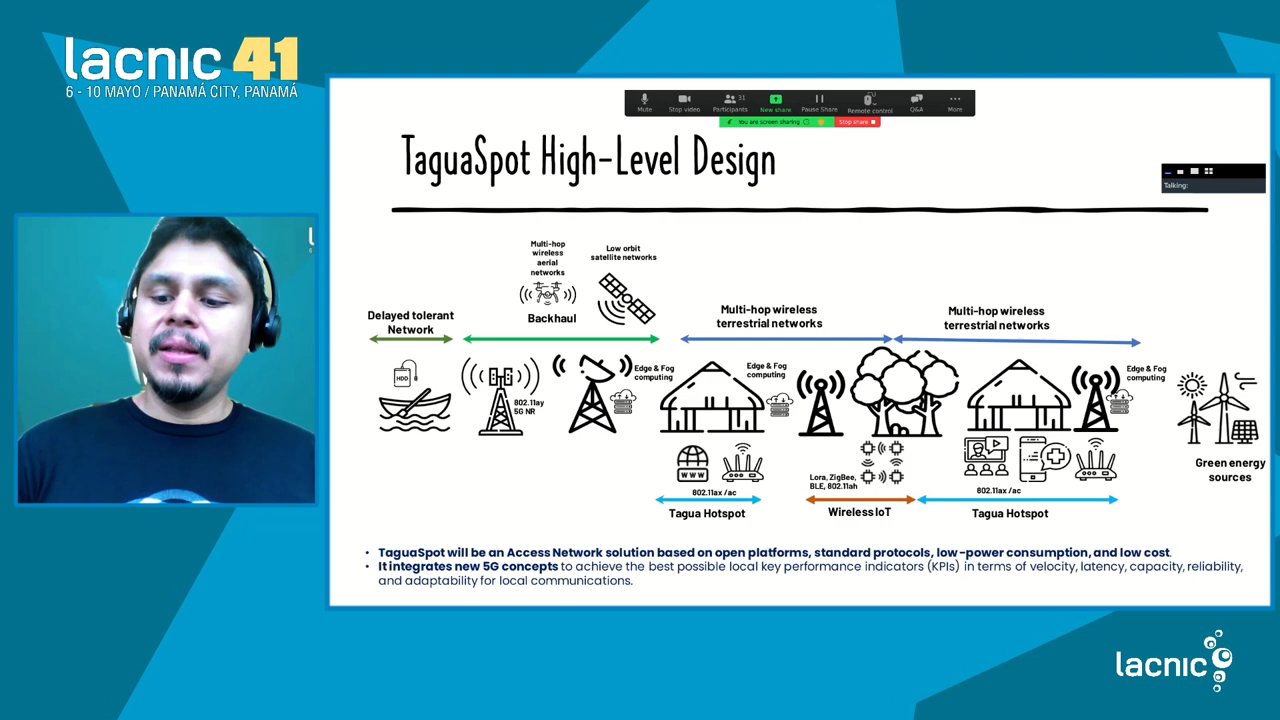 lacnic 41
6 - 10 MAYO / PANAMÁ CITY, PANAMÁ
Mute
Stop video
Participants
31
New share
Pause Share
Remote control
Q&A
More
You are screen sharing
Stop share
Talking:
TaguaSpot High-Level Design
Multi-hop
wireless
aerial
networks
Low orbit
satellite networks
Backhaul
Delayed tolerant
Network
Multi-hop wireless
terrestrial networks
Multi-hop wireless
terrestrial networks
HDD
802.11ay
5G NR
Edge & Fog
computing
Edge & Fog
computing
Edge & Fog
computing
WWW
802.11ax /ac
Tagua Hotspot
Lora, ZigBee,
BLE, 802.11ah
Wireless IoT
802.11ax /ac
Tagua Hotspot
Green energy
sources
• TaguaSpot will be an Access Network solution based on open platforms, standard protocols, low-power consumption, and low cost.
• It integrates new 5G concepts to achieve the best possible local key performance indicators (KPIs) in terms of velocity, latency, capacity, reliability,
and adaptability for local communications.
lacnic